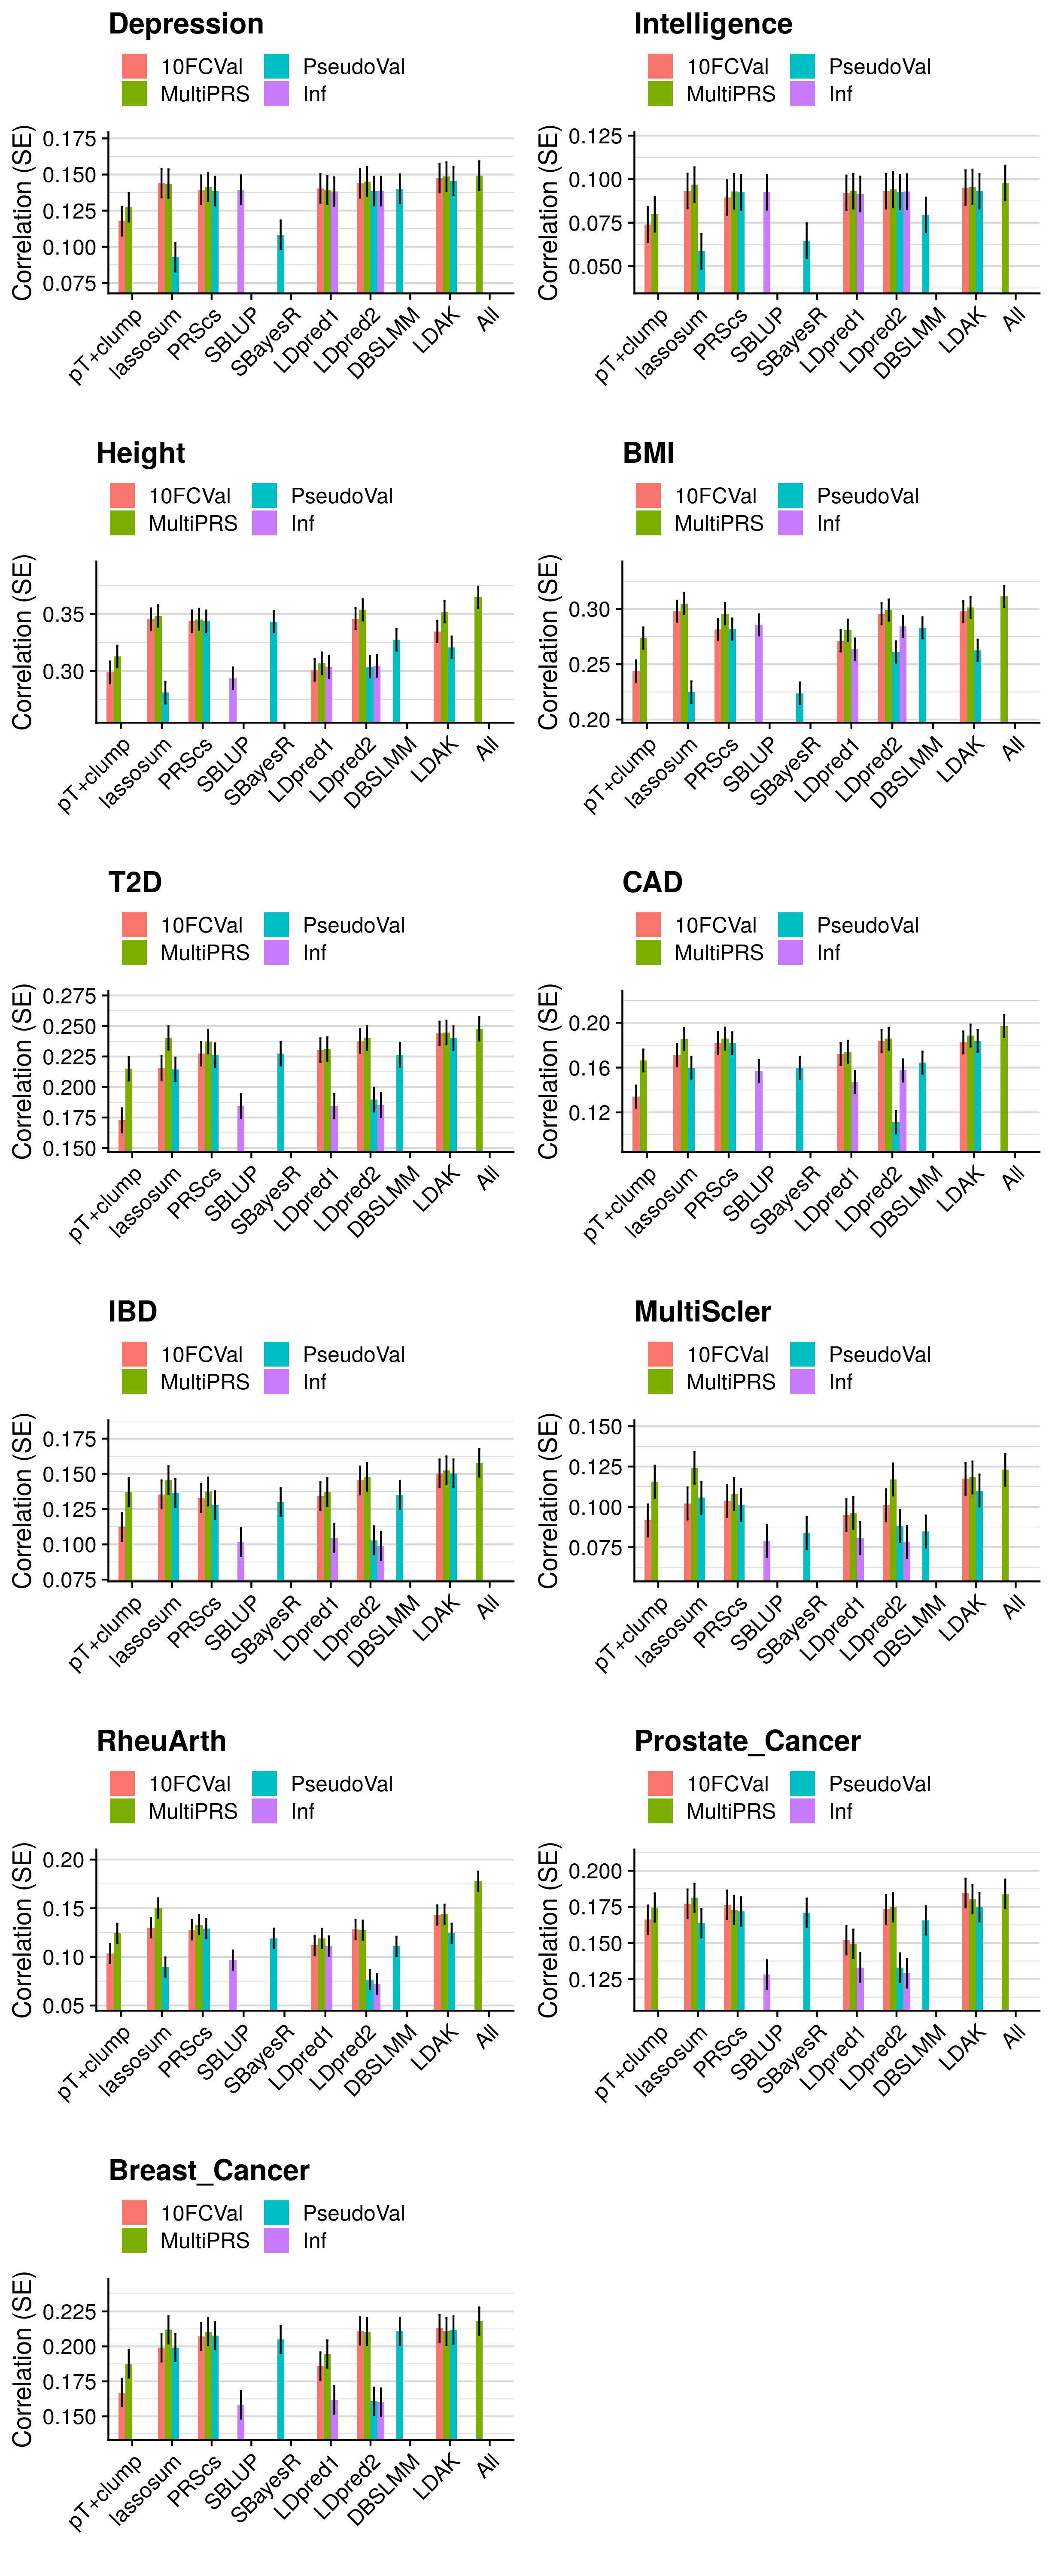 Depression
10FCVal PseudoVal
MultiPRS Inf
Correlation (SE)
0.175
0.150
0.125
0.100
0.075
pT+clump lassosum PRScs SBLUP SBayesR LDpred1 LDpred2 DBSLMM LDAK All
Intelligence
10FCVal PseudoVal
MultiPRS Inf
Correlation (SE)
0.125
0.100
0.075
0.050
pT+clump lassosum PRScs SBLUP SBayesR LDpred1 LDpred2 DBSLMM LDAK All
Height
10FCVal PseudoVal
MultiPRS Inf
Correlation (SE)
0.35
0.30
pT+clump lassosum PRScs SBLUP SBayesR LDpred1 LDpred2 DBSLMM LDAK All
BMI
10FCVal PseudoVal
MultiPRS Inf
Correlation (SE)
0.30
0.25
0.20
pT+clump lassosum PRScs SBLUP SBayesR LDpred1 LDpred2 DBSLMM LDAK All
T2D
10FCVal PseudoVal
MultiPRS Inf
Correlation (SE)
0.275
0.250
0.225
0.200
0.175
0.150
pT+clump lassosum PRScs SBLUP SBayesR LDpred1 LDpred2 DBSLMM LDAK All
CAD
10FCVal PseudoVal
MultiPRS Inf
Correlation (SE)
0.20
0.16
0.12
pT+clump lassosum PRScs SBLUP SBayesR LDpred1 LDpred2 DBSLMM LDAK All
IBD
10FCVal PseudoVal
MultiPRS Inf
Correlation (SE)
0.175
0.150
0.125
0.100
0.075
pT+clump lassosum PRScs SBLUP SBayesR LDpred1 LDpred2 DBSLMM LDAK All
MultiScler
10FCVal PseudoVal
MultiPRS Inf
Correlation (SE)
0.150
0.125
0.100
0.075
pT+clump lassosum PRScs SBLUP SBayesR LDpred1 LDpred2 DBSLMM LDAK All
RheuArth
10FCVal PseudoVal
MultiPRS Inf
Correlation (SE)
0.20
0.15
0.10
0.05
pT+clump lassosum PRScs SBLUP SBayesR LDpred1 LDpred2 DBSLMM LDAK All
Prostate_Cancer
10FCVal PseudoVal
MultiPRS Inf
Correlation (SE)
0.200
0.175
0.150
0.125
pT+clump lassosum PRScs SBLUP SBayesR LDpred1 LDpred2 DBSLMM LDAK All
Breast_Cancer
10FCVal PseudoVal
MultiPRS Inf
Correlation (SE)
0.225
0.200
0.175
0.150
pT+clump lassosum PRScs SBLUP SBayesR LDpred1 LDpred2 DBSLMM LDAK All